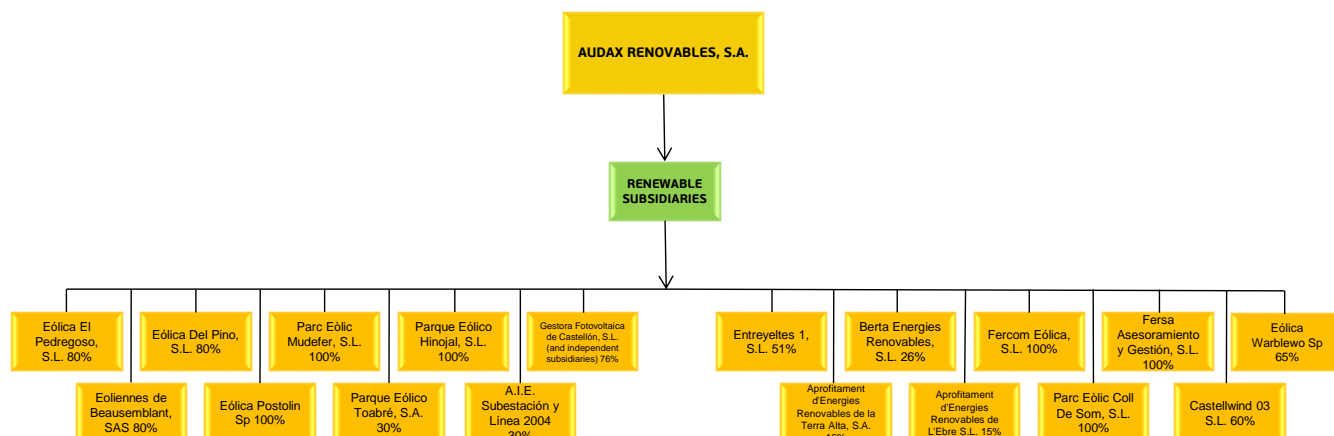 AUDAX RENOVABLES, S.A.
RENEWABLE
SUBSIDIARIES
Eólica El
Pedregoso,
S.L. 80%
Eólica Del Pino,
S.L. 80%
Parc Eòlic
Mudefer, S.L.
100%
Parque Eólico
Hinojal, S.L.
100%
Gestora Fotovoltaica
de Castellón, S.L.
(and independent
subsidiaries) 76%
Entreyeltes 1,
S.L. 51%
Berta Energies
Renovables,
S.L. 26%
Fercom Eólica,
S.L. 100%
Fersa
Asesoramiento
y Gestión, S.L.
100%
Eólica
Warblewo Sp
65%
Eoliennes de
Beausemblant,
SAS 80%
Eólica Postolin
Sp 100%
Parque Eólico
Toabré, S.A.
30%
A.I.E.
Subestación y
Línea 2004
Aprofitament
d'Energies
Renovables de la
Terra Alta, S.A.
Aprofitament
d'Energies
Renovables de
L'Ebre S.L. 15%
Parc Eòlic Coll
De Som, S.L.
100%
Castellwind 03
S.L. 60%